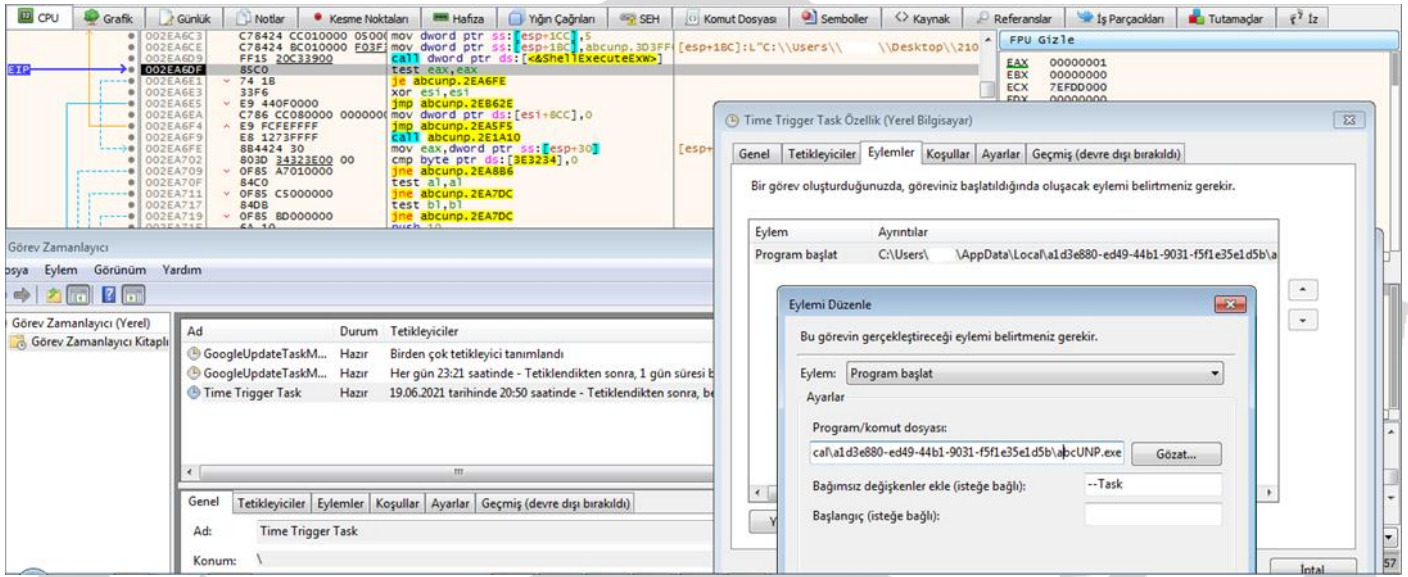 CPU Grafik Günlük Notlar Kesme Noktaları Hafıza Yığın Çağrıları SEH Komut Dosyası Semboller Kaynak Referanslar İş Parçacıkları Tutamaçlar İz
002EA6C3 C78424 CC010000 0500 mov dword ptr ss:[esp+1CC],5
002EA6CE C78424 BC010000 F03F mov dword ptr ss:[esp+1BC],abcunp.3D3FF [esp+1BC]:L"C:\\Users\\ \\Desktop\\210
002EA6D9 FF15 20C33900 call dword ptr ds:[<&ShellExecuteExW>]
EIP 002EA6DF 85C0 test eax,eax
002EA6E1 74 1B je abcunp.2EA6FE
002EA6E3 33F6 xor esi,esi
002EA6E5 E9 440F0000 jmp abcunp.2EB62E
002EA6EA C786 CC080000 000000 mov dword ptr ds:[esi+8CC],0
002EA6F4 E9 FCFEFFFF jmp abcunp.2EA5F5
002EA6F9 E8 1273FFFF call abcunp.2E1A10
002EA6FE 8B4424 30 mov eax,dword ptr ss:[esp+30] [esp+
002EA702 803D 34323E00 00 cmp byte ptr ds:[3E3234],0
002EA709 0F85 A7010000 jne abcunp.2EA8B6
002EA70F 84C0 test al,al
002EA711 0F85 C5000000 jne abcunp.2EA7DC
002EA717 84DB test bl,bl
002EA719 0F85 BD000000 jne abcunp.2EA7DC
002EA71F 6A 10 push 10
FPU Gizle
EAX 00000001
EBX 00000000
ECX 7EFDD000
EDX 00000000
Time Trigger Task Özellik (Yerel Bilgisayar)
Genel Tetikleyiciler Eylemler Koşullar Ayarlar Geçmiş (devre dışı bırakıldı)
Bir görev oluşturduğunuzda, göreviniz başlatıldığında oluşacak eylemi belirtmeniz gerekir.
Eylem Ayrıntılar
Program başlat C:\Users\ \AppData\Local\a1d3e880-ed49-44b1-9031-f5f1e35e1d5b\a
Eylemi Düzenle
Bu görevin gerçekleştireceği eylemi belirtmeniz gerekir.
Eylem: Program başlat
Ayarlar
Program/komut dosyası:
cal\a1d3e880-ed49-44b1-9031-f5f1e35e1d5b\abcUNP.exe Gözat...
Bağımsız değişkenler ekle (isteğe bağlı): --Task
Başlangıç (isteğe bağlı):
İptal
57
Görev Zamanlayıcı
osya Eylem Görünüm Yardım
Görev Zamanlayıcı (Yerel)
Görev Zamanlayıcı Kitaplı
Ad Durum Tetikleyiciler
GoogleUpdateTaskM... Hazır Birden çok tetikleyici tanımlandı
GoogleUpdateTaskM... Hazır Her gün 23:21 saatinde - Tetiklendikten sonra, 1 gün süresi b
Time Trigger Task Hazır 19.06.2021 tarihinde 20:50 saatinde - Tetiklendikten sonra, be
Genel Tetikleyiciler Eylemler Koşullar Ayarlar Geçmiş (devre dışı bırakıldı)
Ad: Time Trigger Task
Konum: \